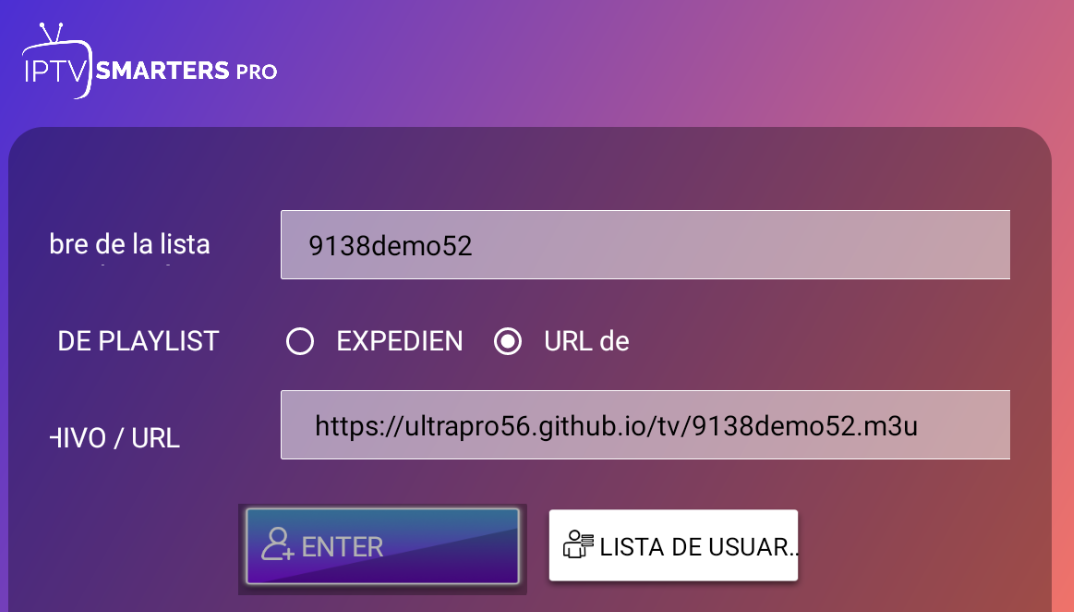 IPTV SMARTERS PRO
bre de la lista
9138demo52
DE PLAYLIST
EXPEDIEN
URL de
HIVO / URL
https://ultrapro56.github.io/tv/9138demo52.m3u
ENTER
LISTA DE USUAR..